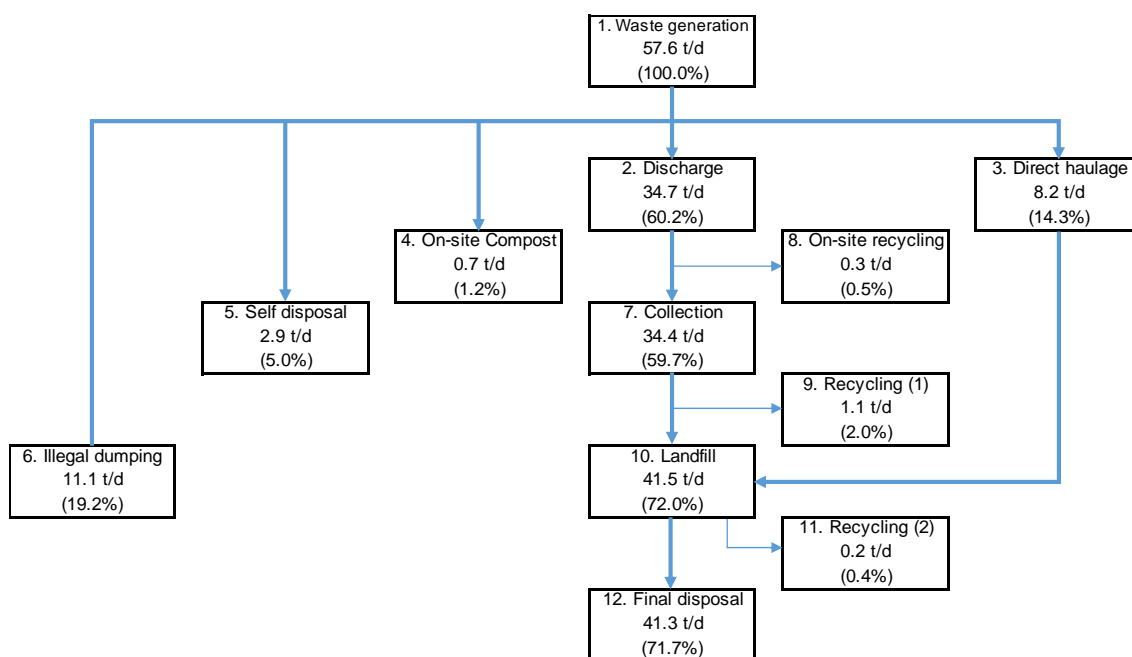 1. Waste generation
57.6 t/d
(100.0%)
2. Discharge
34.7 t/d
(60.2%)
3. Direct haulage
8.2 t/d
(14.3%)
4. On-site Compost
0.7 t/d
(1.2%)
8. On-site recycling
0.3 t/d
(0.5%)
5. Self disposal
2.9 t/d
(5.0%)
7. Collection
34.4 t/d
(59.7%)
9. Recycling (1)
1.1 t/d
(2.0%)
6. Illegal dumping
11.1 t/d
(19.2%)
10. Landfill
41.5 t/d
(72.0%)
11. Recycling (2)
0.2 t/d
(0.4%)
12. Final disposal
41.3 t/d
(71.7%)